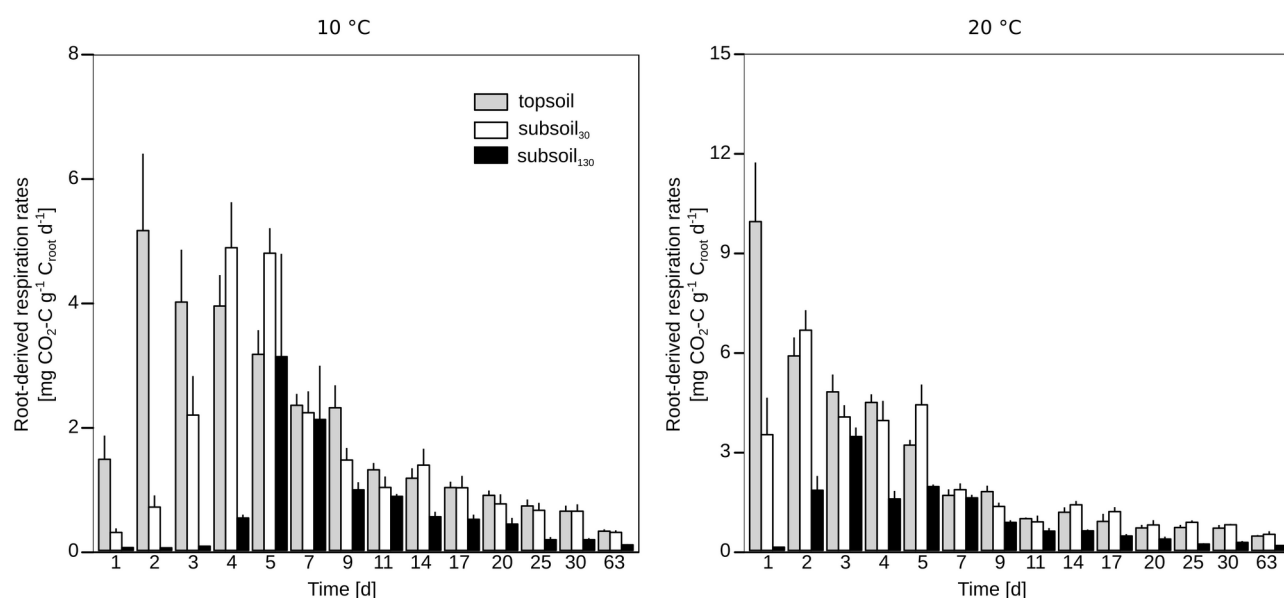 10 °C
8
6
4
2
0
Root-derived respiration rates
[mg CO2-C g-1 Croot d-1]
topsoil
subsoil30
subsoil130
1 2 3 4 5 7 9 11 14 17 20 25 30 63
Time [d]
20 °C
15
12
9
6
3
0
Root-derived respiration rates
[mg CO2-C g-1 Croot d-1]
1 2 3 4 5 7 9 11 14 17 20 25 30 63
Time [d]